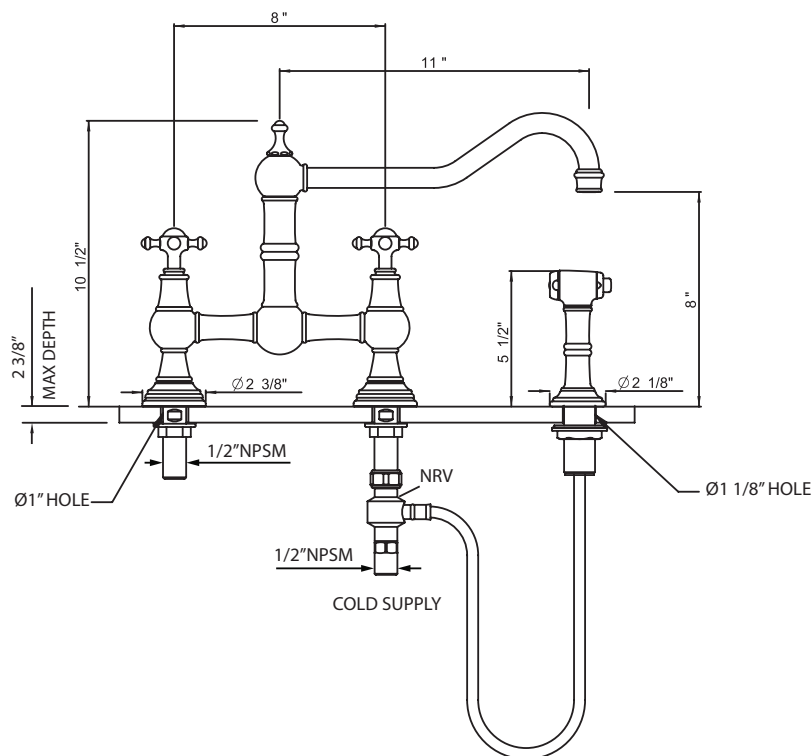 8 "
11 "
10 1/2"
2 3/8"
MAX DEPTH
5 1/2"
8 "
Ø2 3/8"
Ø2 1/8"
1/2”NPSM
NRV
Ø1” HOLE
Ø1 1/8” HOLE
1/2”NPSM
COLD SUPPLY